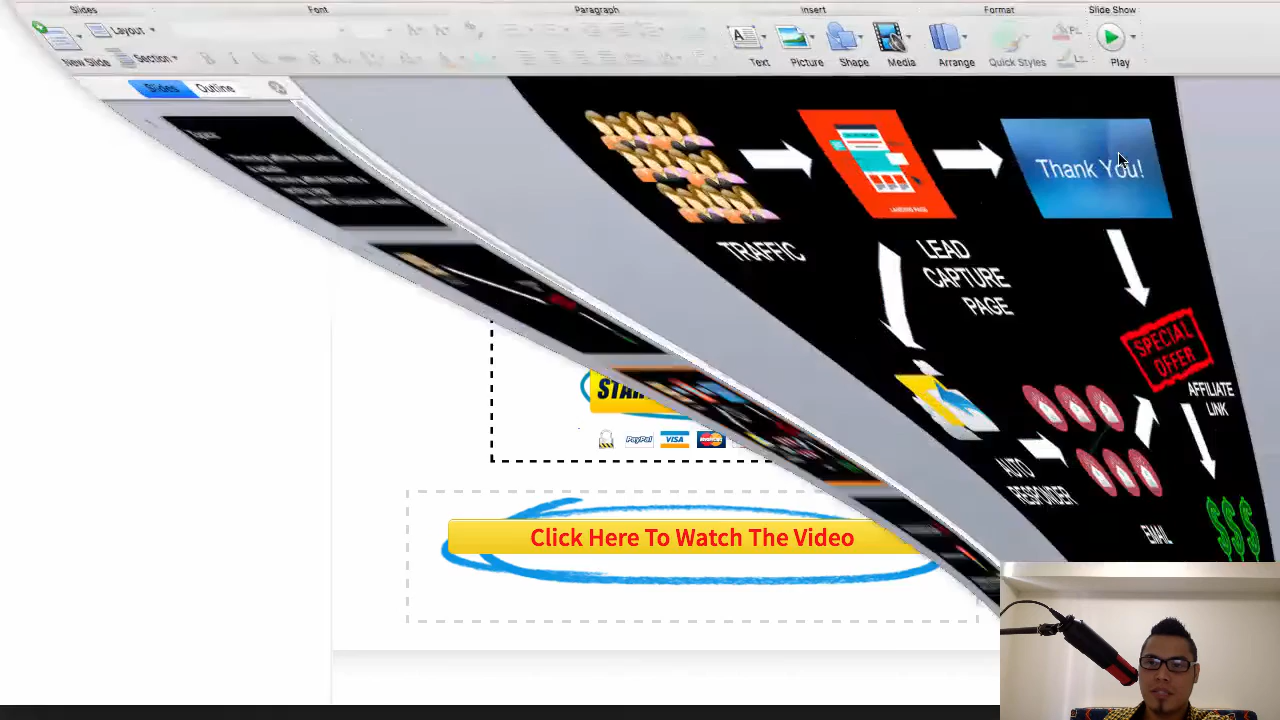 Slides Font Paragraph Insert Format Slide Show
Layout
New Slide Section Text Picture Shape Media Arrange Quick Styles Play
Slides Outline
Thank You!
LANDING PAGE
TRAFFIC
LEAD
CAPTURE
PAGE
SPECIAL
OFFER
AFFILIATE
LINK
AUTO
RESPONDER
EMAIL
$$$
PayPal VISA
Click Here To Watch The Video